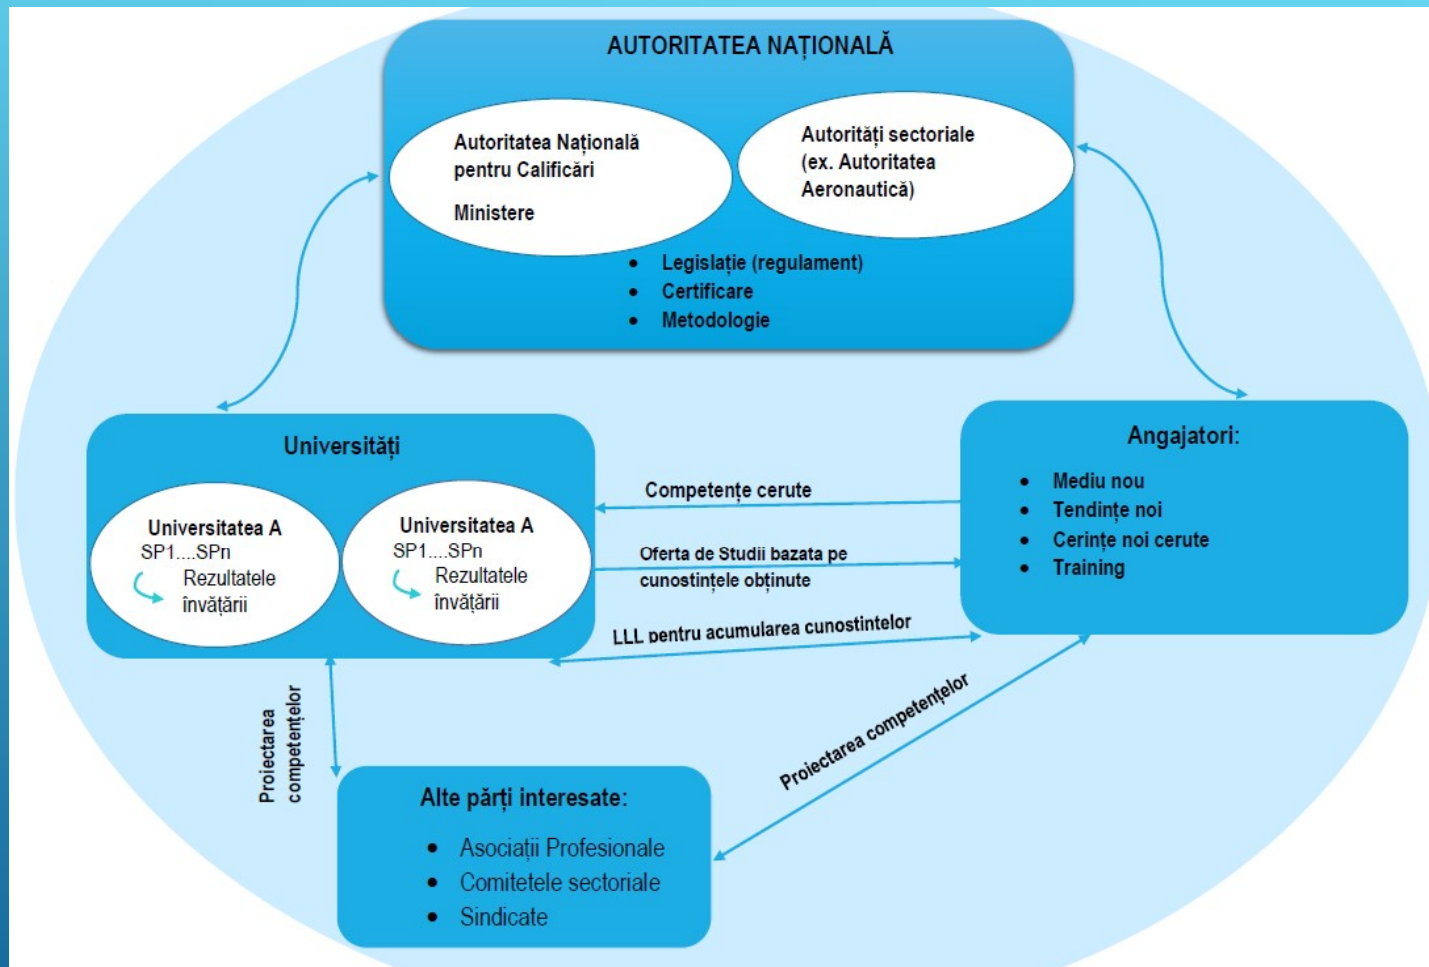 AUTORITATEA NAȚIONALĂ
Autoritatea Națională
pentru Calificări
Ministere
Autorități sectoriale
(ex. Autoritatea
Aeronautică)
• Legislație (regulament)
• Certificare
• Metodologie
Universități
Universitatea A
SP1....SPn
Rezultatele
învățării
Universitatea A
SP1....SPn
Rezultatele
învățării
Competențe cerute
Oferta de Studii bazata pe
cunostințele obținute
LLL pentru acumularea cunostintelor
Angajatori:
• Mediu nou
• Tendințe noi
• Cerințe noi cerute
• Training
Proiectarea
competențelor
Proiectarea competențelor
Alte părți interesate:
• Asociații Profesionale
• Comitetele sectoriale
• Sindicate